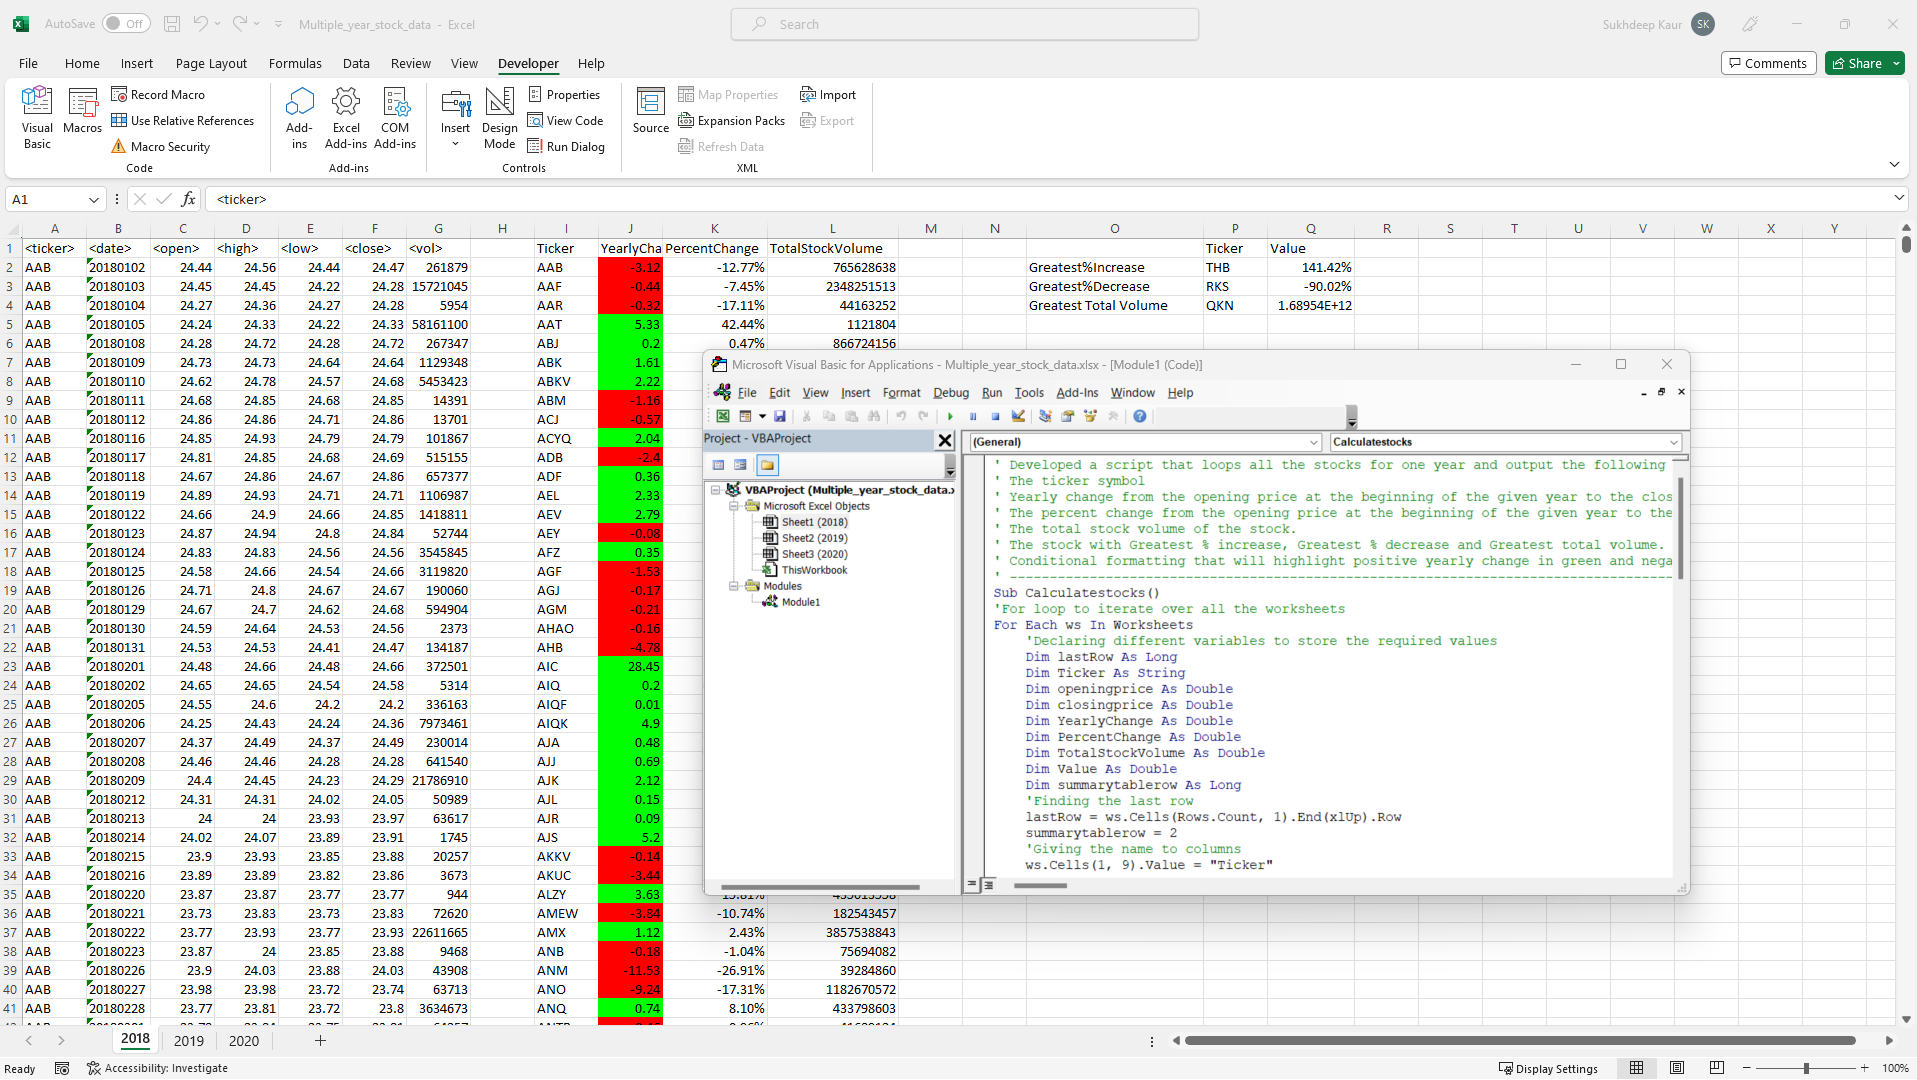 AutoSave Off Multiple_year_stock_data - Excel Search Sukhdeep Kaur SK
File Home Insert Page Layout Formulas Data Review View Developer Help Comments Share
Visual Basic Macros Record Macro Use Relative References Macro Security Code
Add-ins Excel Add-ins COM Add-ins Add-ins
Insert Design Mode Properties View Code Run Dialog Controls
Source Map Properties Expansion Packs Refresh Data Import Export XML
A1 fx <ticker>
A B C D E F G H I J K L M N O P Q R S T U V W X Y
1 <ticker> <date> <open> <high> <low> <close> <vol> Ticker YearlyCha PercentChange TotalStockVolume Ticker Value
2 AAB 20180102 24.44 24.56 24.44 24.47 261879 AAB -3.12 -12.77% 765628638 Greatest%Increase THB 141.42%
3 AAB 20180103 24.45 24.45 24.22 24.28 15721045 AAF -0.44 -7.45% 2348251513 Greatest%Decrease RKS -90.02%
4 AAB 20180104 24.27 24.36 24.27 24.28 5954 AAR -0.32 -17.11% 44163252 Greatest Total Volume QKN 1.68954E+12
5 AAB 20180105 24.24 24.33 24.22 24.33 58161100 AAT 5.33 42.44% 1121804
6 AAB 20180108 24.28 24.72 24.28 24.72 267347 ABJ 0.2 0.47% 866724156
7 AAB 20180109 24.73 24.73 24.64 24.64 1129348 ABK 1.61
8 AAB 20180110 24.62 24.78 24.57 24.68 5453423 ABKV 2.22
9 AAB 20180111 24.68 24.85 24.68 24.85 14391 ABM -1.16
10 AAB 20180112 24.86 24.86 24.71 24.86 13701 ACJ -0.57
11 AAB 20180116 24.85 24.93 24.79 24.79 101867 ACYQ 2.04
12 AAB 20180117 24.81 24.85 24.68 24.69 515155 ADB -2.4
13 AAB 20180118 24.67 24.86 24.67 24.86 657377 ADF 0.36
14 AAB 20180119 24.89 24.93 24.71 24.71 1106987 AEL 2.33
15 AAB 20180122 24.66 24.9 24.66 24.85 1418811 AEV 2.79
16 AAB 20180123 24.87 24.94 24.8 24.84 52744 AEY -0.08
17 AAB 20180124 24.83 24.83 24.56 24.56 3545845 AFZ 0.35
18 AAB 20180125 24.58 24.66 24.54 24.66 3119820 AGF -1.53
19 AAB 20180126 24.71 24.8 24.67 24.67 190060 AGJ -0.17
20 AAB 20180129 24.67 24.7 24.62 24.68 594904 AGM -0.21
21 AAB 20180130 24.59 24.64 24.53 24.56 2373 AHAO -0.16
22 AAB 20180131 24.53 24.53 24.41 24.47 134187 AHB -4.78
23 AAB 20180201 24.48 24.66 24.48 24.66 372501 AIC 28.45
24 AAB 20180202 24.65 24.65 24.54 24.58 5314 AIQ 0.2
25 AAB 20180205 24.55 24.6 24.2 24.2 336163 AIQF 0.01
26 AAB 20180206 24.25 24.43 24.24 24.36 7973461 AIQK 4.9
27 AAB 20180207 24.37 24.49 24.37 24.49 230014 AJA 0.48
28 AAB 20180208 24.46 24.46 24.28 24.28 641540 AJJ 0.69
29 AAB 20180209 24.4 24.45 24.23 24.29 21786910 AJK 2.12
30 AAB 20180212 24.31 24.31 24.02 24.05 50989 AJL 0.15
31 AAB 20180213 24 24 23.93 23.97 63617 AJR 0.09
32 AAB 20180214 24.02 24.07 23.89 23.91 1745 AJS 5.2
33 AAB 20180215 23.9 23.93 23.85 23.88 20257 AKKV -0.14
34 AAB 20180216 23.89 23.89 23.82 23.86 3673 AKUC -3.44
35 AAB 20180220 23.87 23.87 23.77 23.77 944 ALZY 3.63
36 AAB 20180221 23.73 23.83 23.73 23.83 72620 AMEW -3.84 -10.74% 182543457
37 AAB 20180222 23.77 23.93 23.77 23.93 22611665 AMX 1.12 2.43% 3857538843
38 AAB 20180223 23.87 24 23.85 23.88 9468 ANB -0.18 -1.04% 75694082
39 AAB 20180226 23.9 24.03 23.88 24.03 43908 ANM -11.53 -26.91% 39284860
40 AAB 20180227 23.98 23.98 23.72 23.74 63713 ANO -9.24 -17.31% 1182670572
41 AAB 20180228 23.77 23.81 23.72 23.8 3634673 ANQ 0.74 8.10% 433798603
Microsoft Visual Basic for Applications - Multiple_year_stock_data.xlsx - [Module1 (Code)]
File Edit View Insert Format Debug Run Tools Add-Ins Window Help
Project - VBAProject
VBAProject (Multiple_year_stock_data.x
Microsoft Excel Objects
Sheet1 (2018)
Sheet2 (2019)
Sheet3 (2020)
ThisWorkbook
Modules
Module1
(General) Calculatestocks
' Developed a script that loops all the stocks for one year and output the following
' The ticker symbol
' Yearly change from the opening price at the beginning of the given year to the clos
' The percent change from the opening price at the beginning of the given year to the
' The total stock volume of the stock.
' The stock with Greatest % increase, Greatest % decrease and Greatest total volume.
' Conditional formatting that will highlight positive yearly change in green and nega
' ------------------------------------------------------------
Sub Calculatestocks()
'For loop to iterate over all the worksheets
For Each ws In Worksheets
'Declaring different variables to store the required values
Dim lastRow As Long
Dim Ticker As String
Dim openingprice As Double
Dim closingprice As Double
Dim YearlyChange As Double
Dim PercentChange As Double
Dim TotalStockVolume As Double
Dim Value As Double
Dim summarytablerow As Long
'Finding the last row
lastRow = ws.Cells(Rows.Count, 1).End(xlUp).Row
summarytablerow = 2
'Giving the name to columns
ws.Cells(1, 9).Value = "Ticker"
2018 2019 2020
Ready Accessibility: Investigate Display Settings 100%